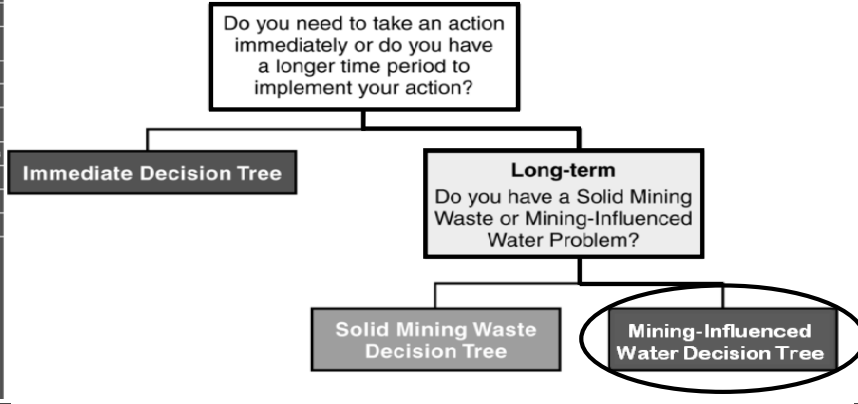 Do you need to take an action
immediately or do you have
a longer time period to
implement your action?
Immediate Decision Tree
Long-term
Do you have a Solid Mining
Waste or Mining-Influenced
Water Problem?
Solid Mining Waste
Decision Tree
Mining-Influenced
Water Decision Tree